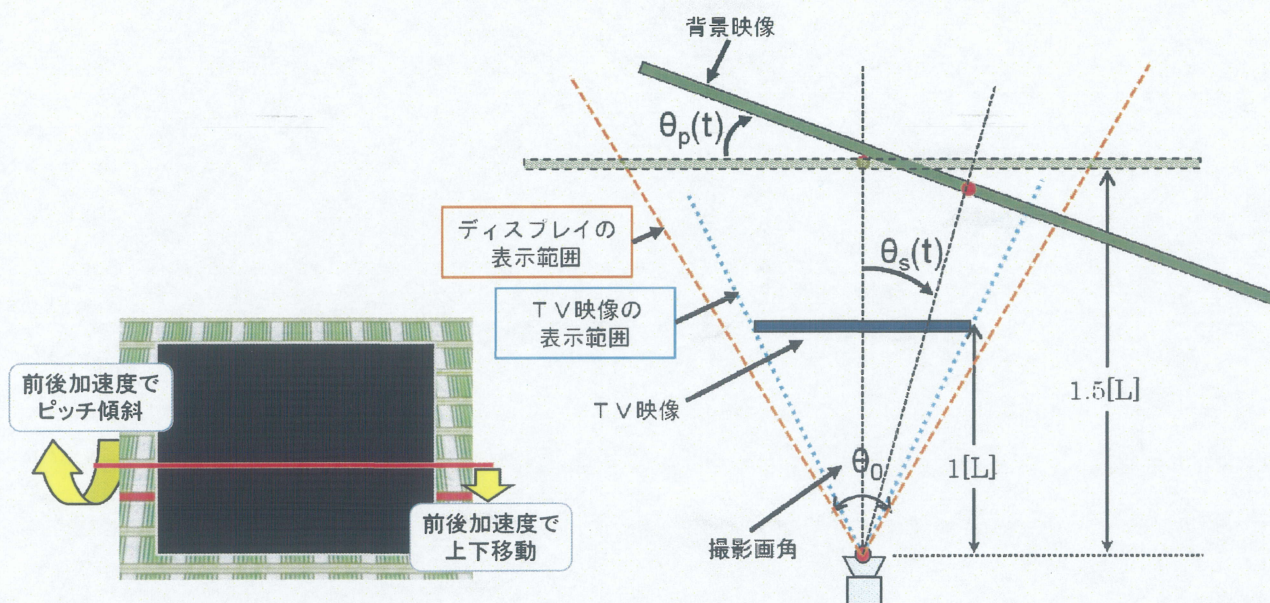 背景映像
θp(t)
ディスプレイの
表示範囲
θs(t)
TV映像の
表示範囲
前後加速度で
ピッチ傾斜
TV映像
1.5[L]
θ0
1[L]
前後加速度で
上下移動
撮影画角